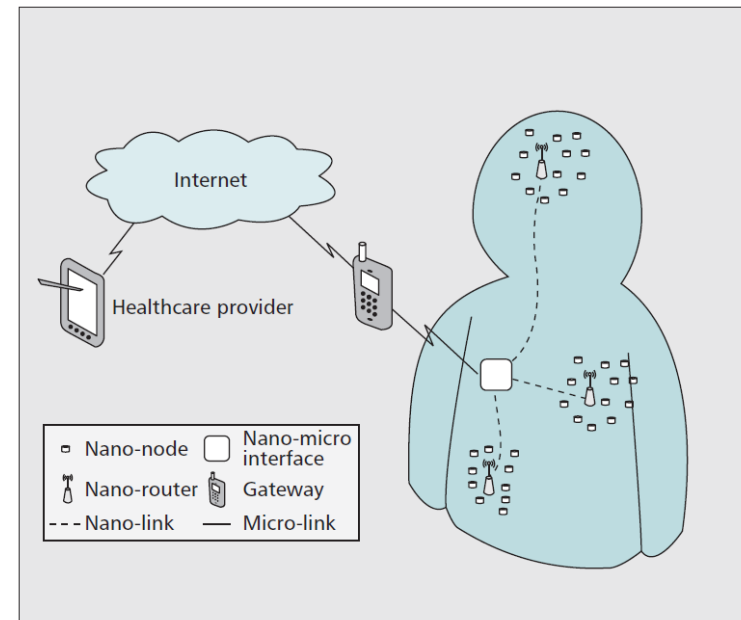 Internet
Healthcare provider
Nano-node
Nano-micro
interface
Nano-router
Gateway
Nano-link
Micro-link